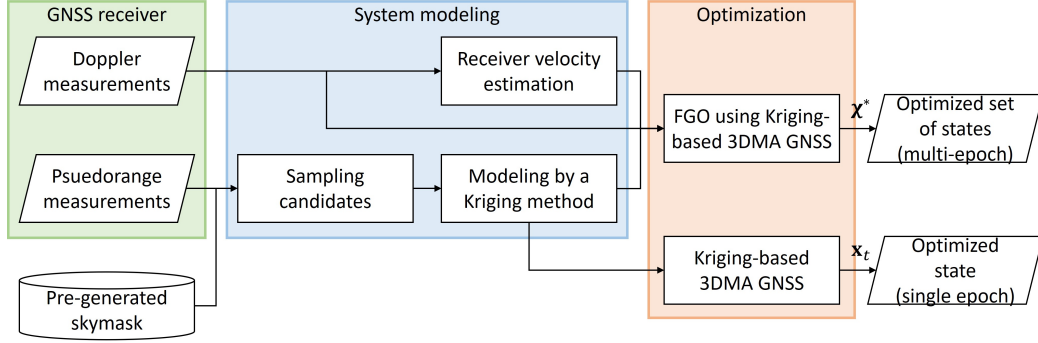 GNSS receiver
System modeling
Optimization
Doppler
measurements
Receiver velocity
estimation
FGO using Kriging-
based 3DMA GNSS
χ*
Optimized set
of states
(multi-epoch)
Psuedorange
measurements
Sampling
candidates
Modeling by a
Kriging method
Kriging-based
3DMA GNSS
x_t
Optimized
state
(single epoch)
Pre-generated
skymask